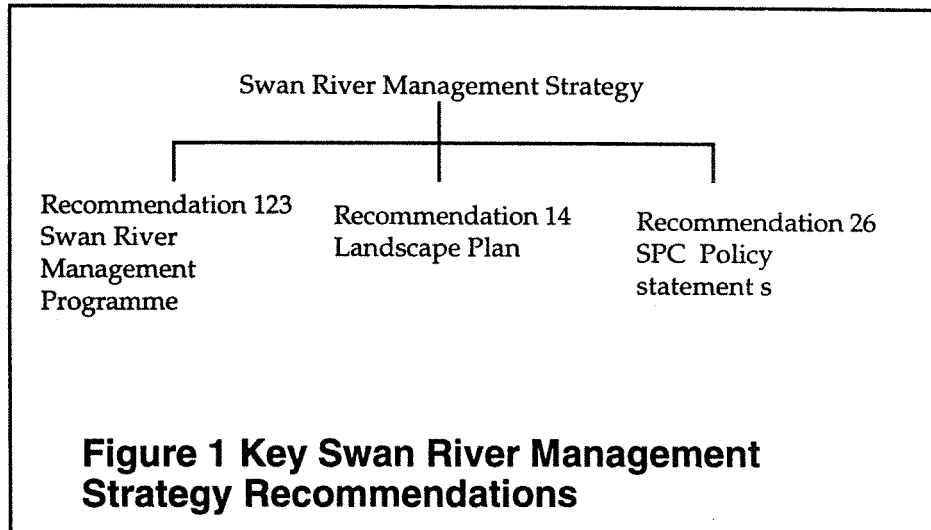 Swan River Management Strategy
Recommendation 123
Swan River
Management
Programme
Recommendation 14
Landscape Plan
Recommendation 26
SPC Policy
statement s
Figure 1 Key Swan River Management
Strategy Recommendations